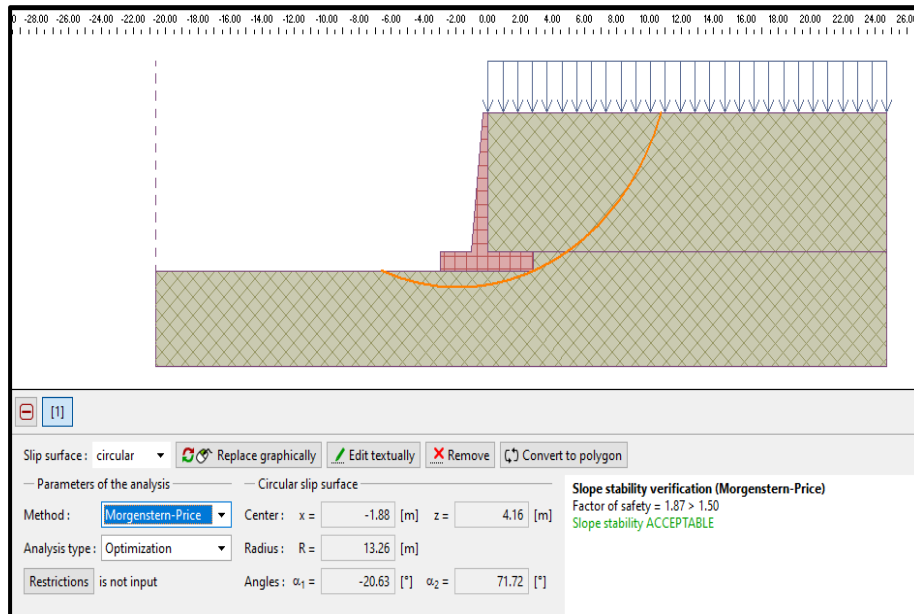 0 -28.00 -26.00 -24.00 -22.00 -20.00 -18.00 -16.00 -14.00 -12.00 -10.00 -8.00 -6.00 -4.00 -2.00 0.00 2.00 4.00 6.00 8.00 10.00 12.00 14.00 16.00 18.00 20.00 22.00 24.00 26.00
[1]
Slip surface : circular Replace graphically Edit textually Remove Convert to polygon
Parameters of the analysis Circular slip surface
Slope stability verification (Morgenstern-Price)
Method : Morgenstern-Price Center : x = -1.88 [m] z = 4.16 [m]
Factor of safety = 1.87 > 1.50
Slope stability ACCEPTABLE
Analysis type : Optimization Radius : R = 13.26 [m]
Restrictions is not input Angles : α1 = -20.63 [°] α2 = 71.72 [°]